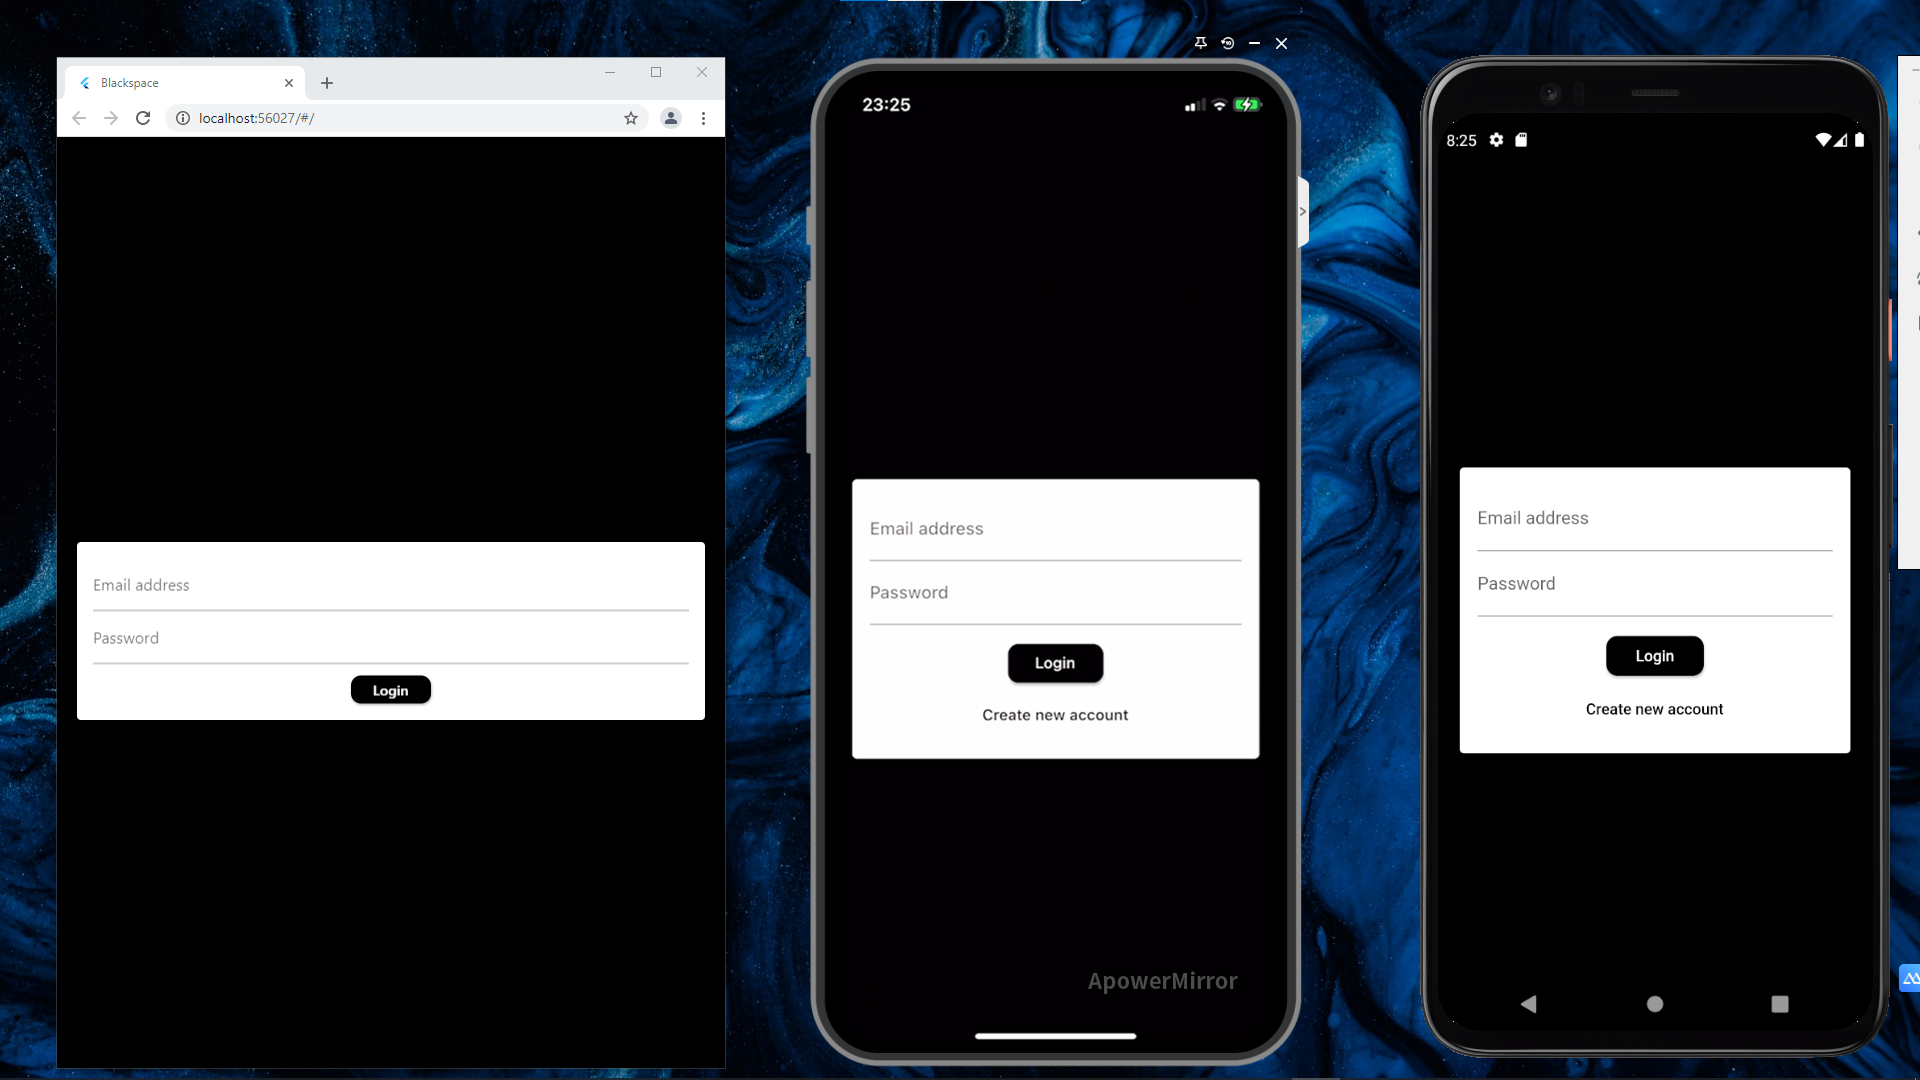 Blackspace
localhost:56027/#/
Email address
Password
Login
23:25
Email address
Password
Login
Create new account
ApowerMirror
8:25
Email address
Password
Login
Create new account